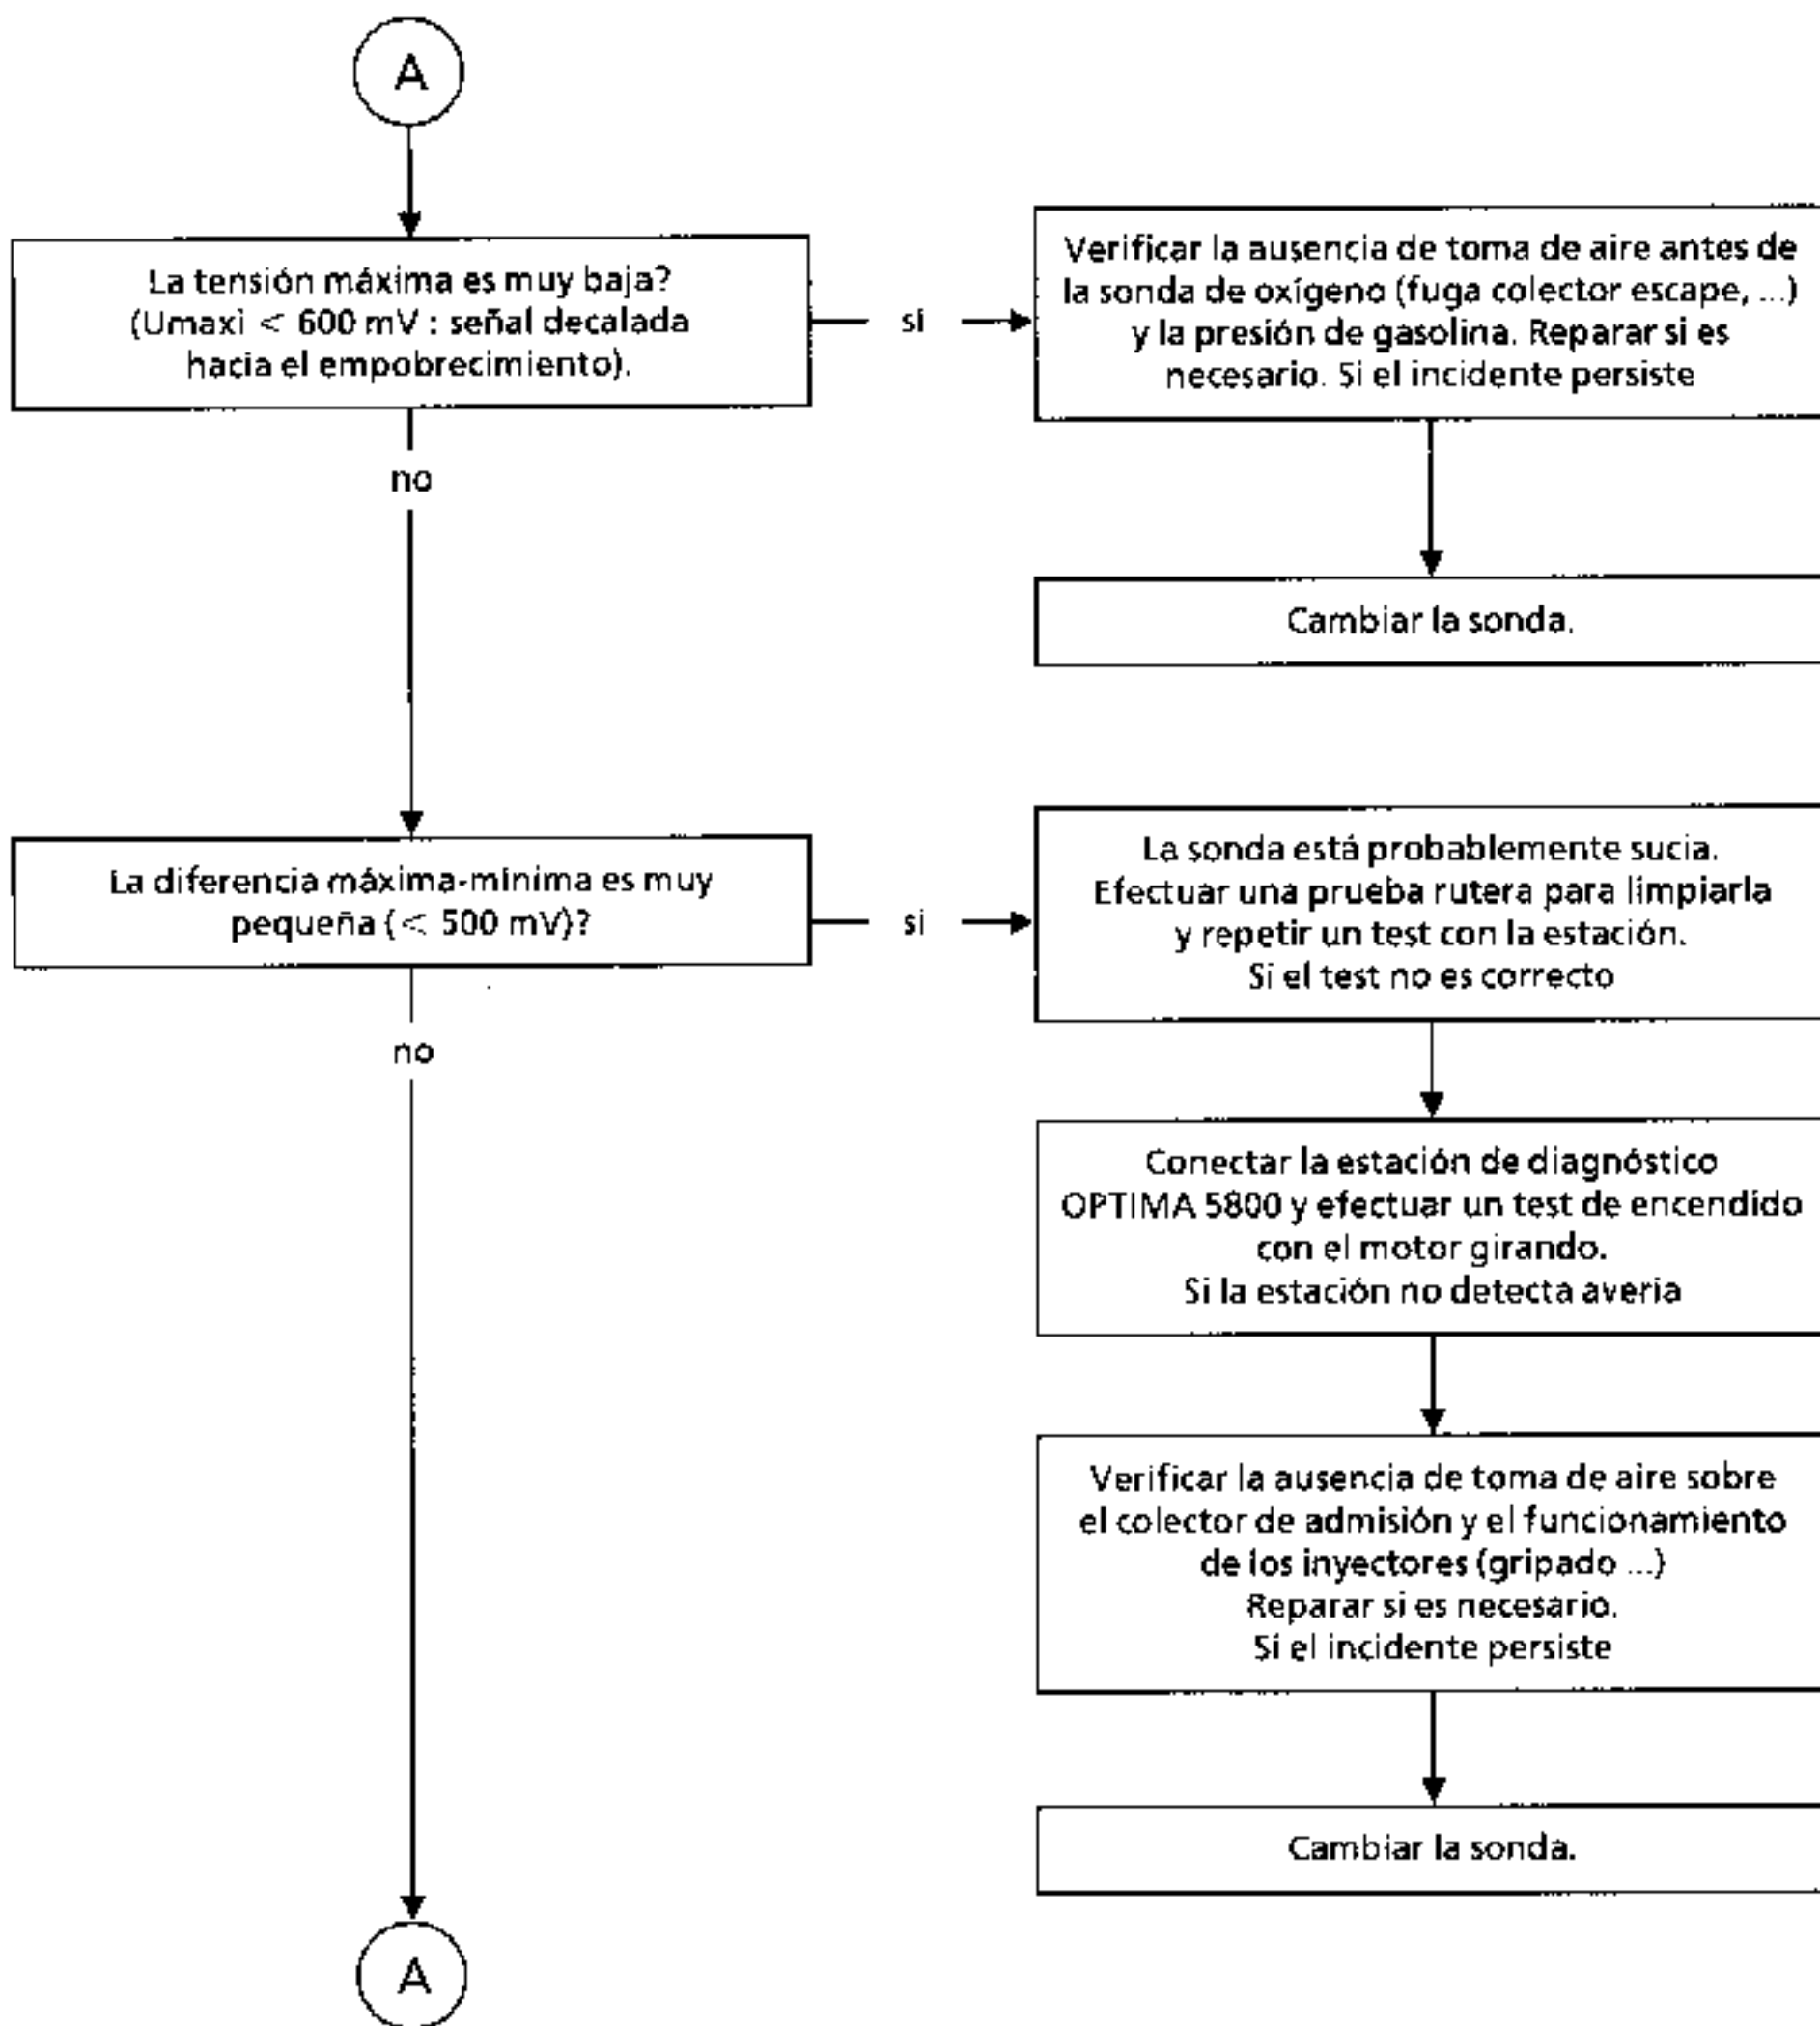 A
La tensión máxima es muy baja?
(Umaxi < 600 mV : señal decalada
hacia el empobrecimiento).
si
Verificar la ausencia de toma de aire antes de
la sonda de oxígeno (fuga colector escape, ...)
y la presión de gasolina. Reparar si es
necesario. Si el incidente persiste
no
Cambiar la sonda.
La diferencia máxima-mínima es muy
pequeña (< 500 mV)?
si
La sonda está probablemente sucia.
Efectuar una prueba rutera para limpiarla
y repetir un test con la estación.
Si el test no es correcto
no
Conectar la estación de diagnóstico
OPTIMA 5800 y efectuar un test de encendido
con el motor girando.
Si la estación no detecta avería
Verificar la ausencia de toma de aire sobre
el colector de admisión y el funcionamiento
de los inyectores (gripado ...)
Reparar si es necesario.
Si el incidente persiste
Cambiar la sonda.
A